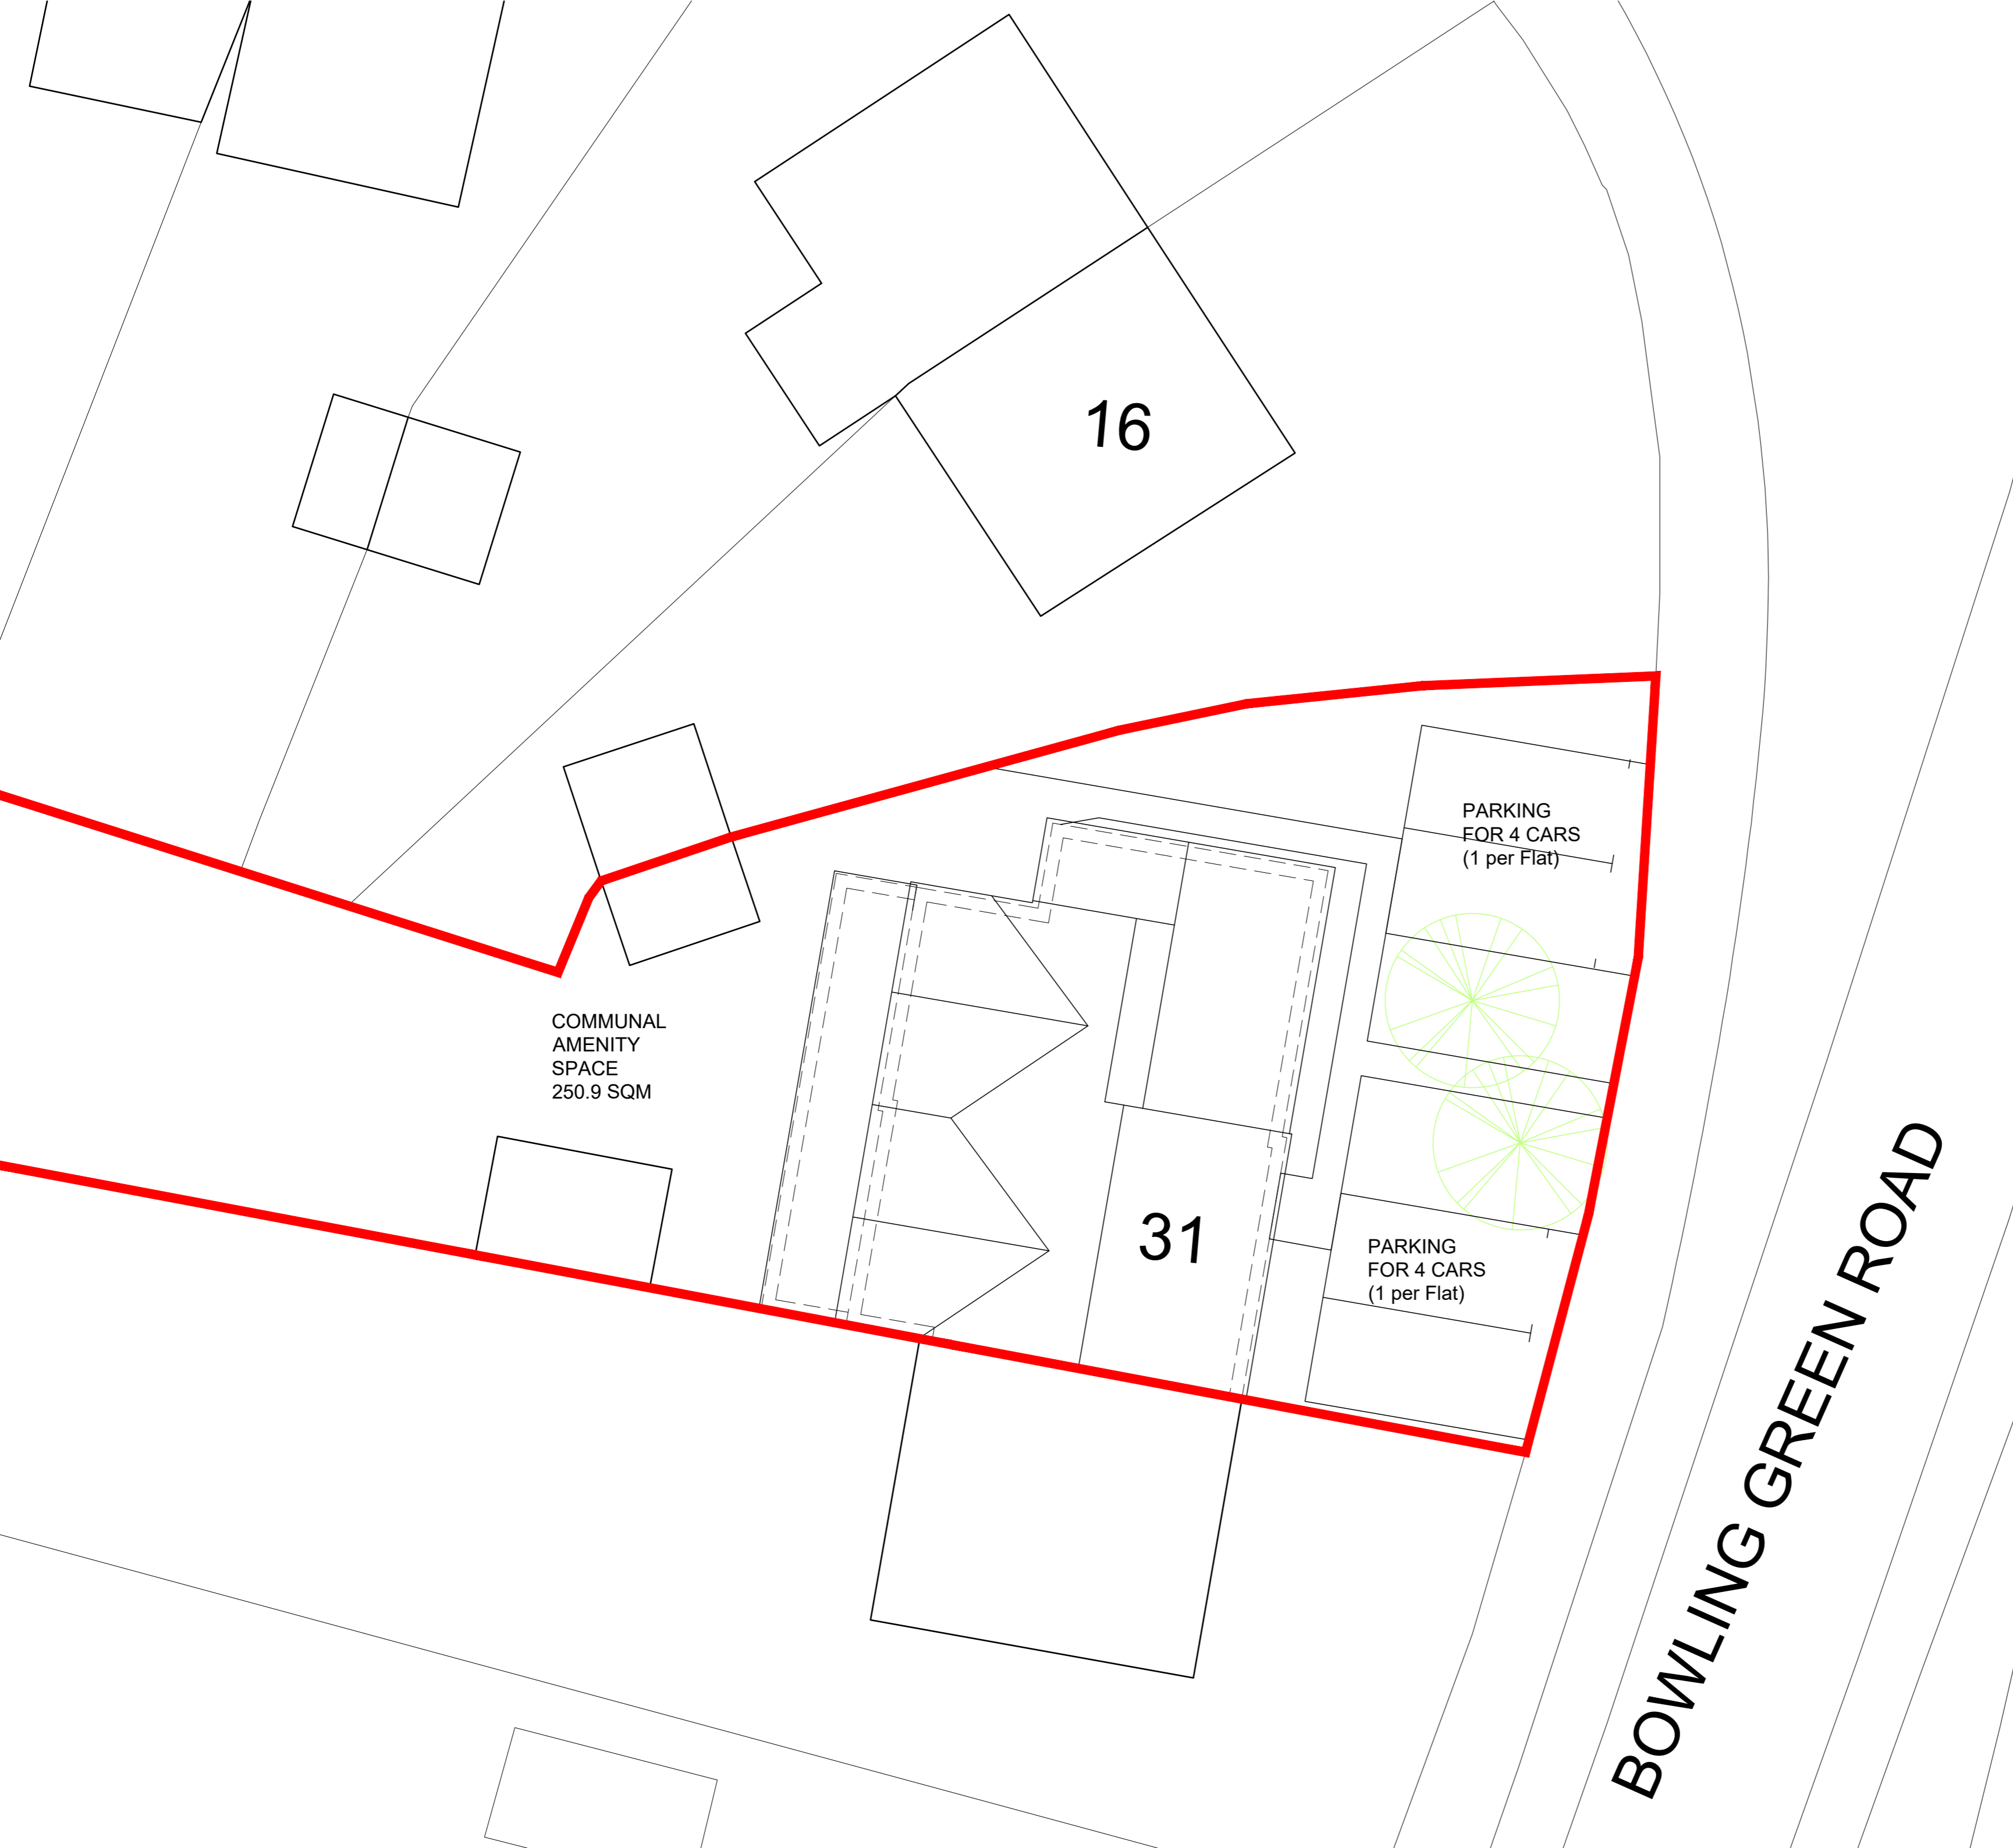 16
PARKING
FOR 4 CARS
(1 per Flat)
COMMUNAL
AMENITY
SPACE
250.9 SQM
31
PARKING
FOR 4 CARS
(1 per Flat)
BOWLING GREEN ROAD